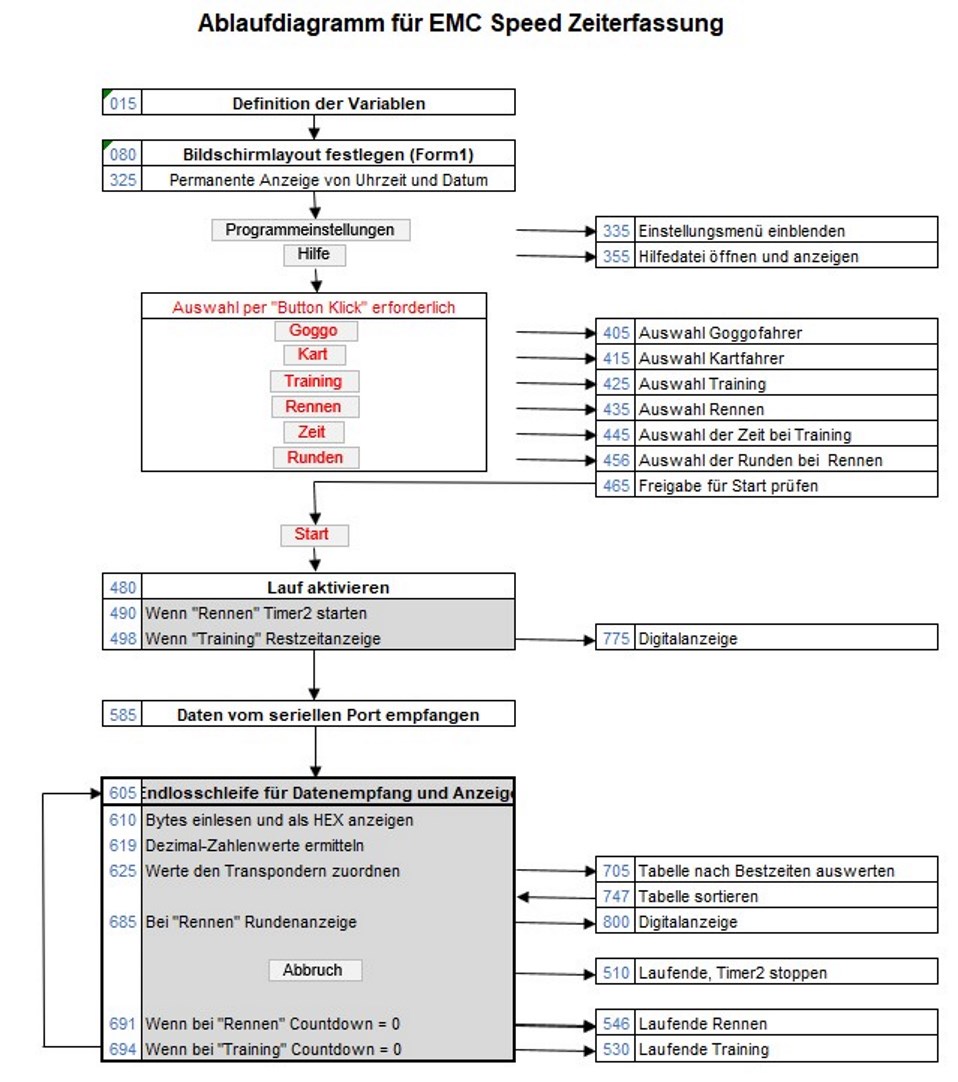 Ablaufdiagramm für EMC Speed Zeiterfassung
015 Definition der Variablen
080 Bildschirmlayout festlegen (Form1)
325 Permanente Anzeige von Uhrzeit und Datum
Programmeinstellungen
335 Einstellungsmenü einblenden
Hilfe
355 Hilfedatei öffnen und anzeigen
Auswahl per "Button Klick" erforderlich
Goggo
405 Auswahl Goggofahrer
Kart
415 Auswahl Kartfahrer
Training
425 Auswahl Training
Rennen
435 Auswahl Rennen
Zeit
445 Auswahl der Zeit bei Training
Runden
456 Auswahl der Runden bei Rennen
465 Freigabe für Start prüfen
Start
480 Lauf aktivieren
490 Wenn "Rennen" Timer2 starten
498 Wenn "Training" Restzeitanzeige
775 Digitalanzeige
585 Daten vom seriellen Port empfangen
605 Endlosschleife für Datenempfang und Anzeige
610 Bytes einlesen und als HEX anzeigen
619 Dezimal-Zahlenwerte ermitteln
625 Werte den Transpondern zuordnen
705 Tabelle nach Bestzeiten auswerten
747 Tabelle sortieren
685 Bei "Rennen" Rundenanzeige
800 Digitalanzeige
Abbruch
510 Laufende, Timer2 stoppen
691 Wenn bei "Rennen" Countdown = 0
546 Laufende Rennen
694 Wenn bei "Training" Countdown = 0
530 Laufende Training